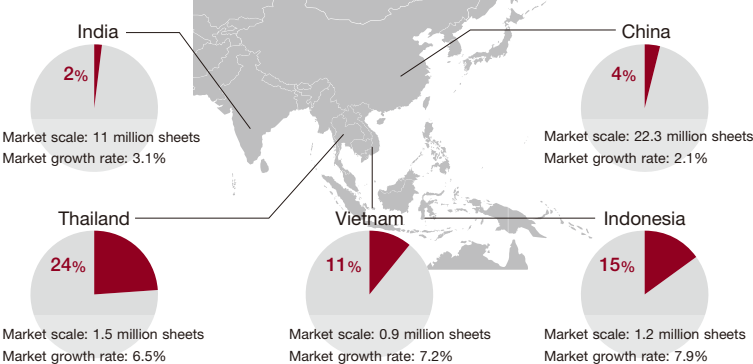 India
2%
Market scale: 11 million sheets
Market growth rate: 3.1%
China
4%
Market scale: 22.3 million sheets
Market growth rate: 2.1%
Thailand
24%
Market scale: 1.5 million sheets
Market growth rate: 6.5%
Vietnam
11%
Market scale: 0.9 million sheets
Market growth rate: 7.2%
Indonesia
15%
Market scale: 1.2 million sheets
Market growth rate: 7.9%